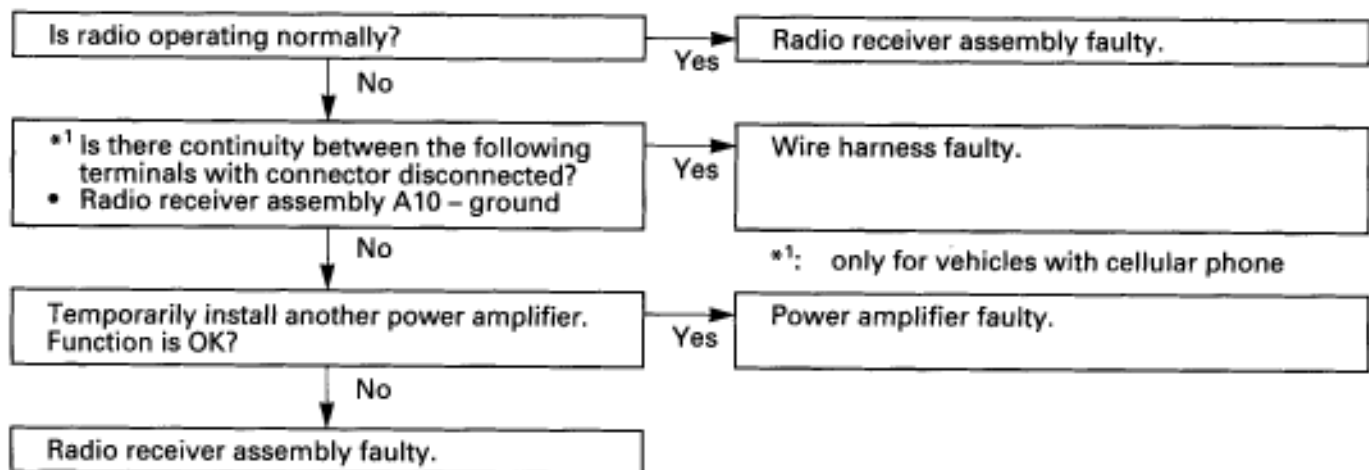 Is radio operating normally?
Yes
Radio receiver assembly faulty.
No
*1 Is there continuity between the following
terminals with connector disconnected?
• Radio receiver assembly A10 – ground
Yes
Wire harness faulty.
No
*1: only for vehicles with cellular phone
Temporarily install another power amplifier.
Function is OK?
Yes
Power amplifier faulty.
No
Radio receiver assembly faulty.